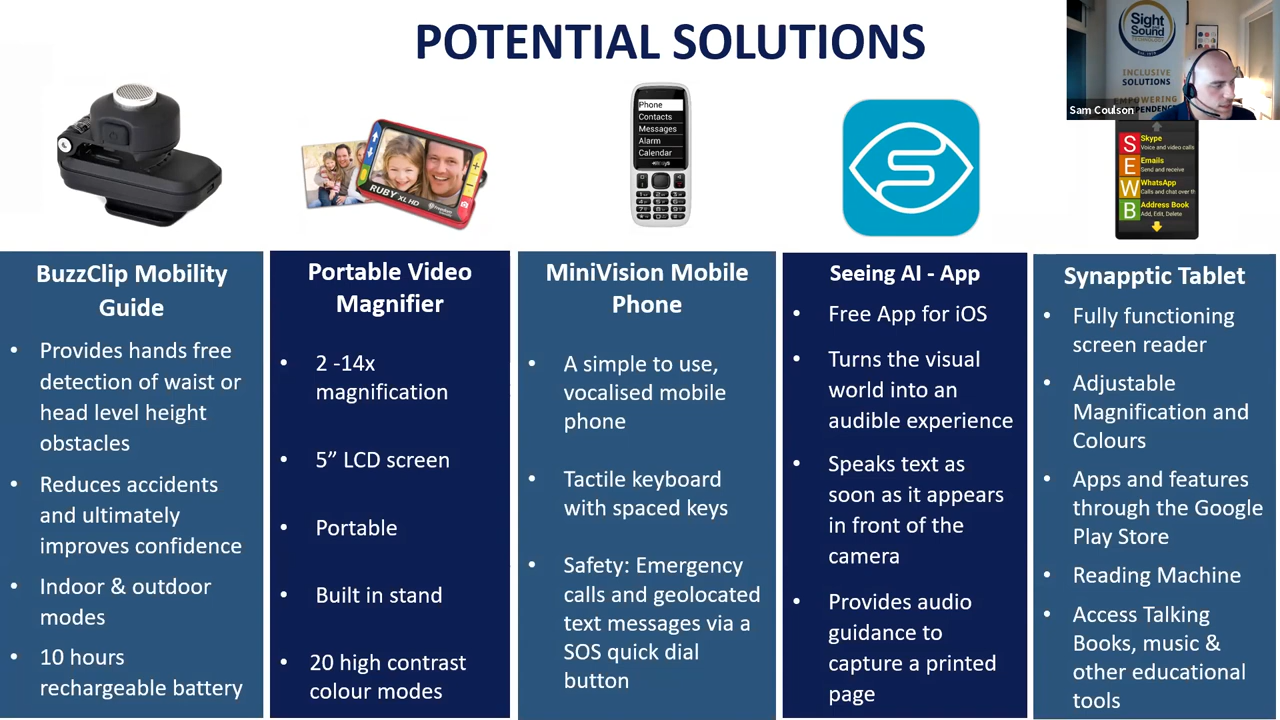 POTENTIAL SOLUTIONS
Sight
Sound
TECHNOLOGY
INCLUSIVE
SOLUTIONS
EMPOWERING
Sam Coulson
Phone
Contacts
Messages
Alarm
Calendar
RUBY XL HD
S
Skype
Voice and video calls
E
Emails
Send and receive
W
WhatsApp
Calls and chat over th
B
Address Book
Add, Edit, Delete
BuzzClip Mobility
Guide
• Provides hands free
detection of waist or
head level height
obstacles
• Reduces accidents
and ultimately
improves confidence
• Indoor & outdoor
modes
• 10 hours
rechargeable battery
Portable Video
Magnifier
• 2 -14x
magnification
• 5” LCD screen
• Portable
• Built in stand
• 20 high contrast
colour modes
MiniVision Mobile
Phone
• A simple to use,
vocalised mobile
phone
• Tactile keyboard
with spaced keys
• Safety: Emergency
calls and geolocated
text messages via a
SOS quick dial
button
Seeing AI - App
• Free App for iOS
• Turns the visual
world into an
audible experience
• Speaks text as
soon as it appears
in front of the
camera
• Provides audio
guidance to
capture a printed
page
Synapptic Tablet
• Fully functioning
screen reader
• Adjustable
Magnification and
Colours
• Apps and features
through the Google
Play Store
• Reading Machine
• Access Talking
Books, music &
other educational
tools